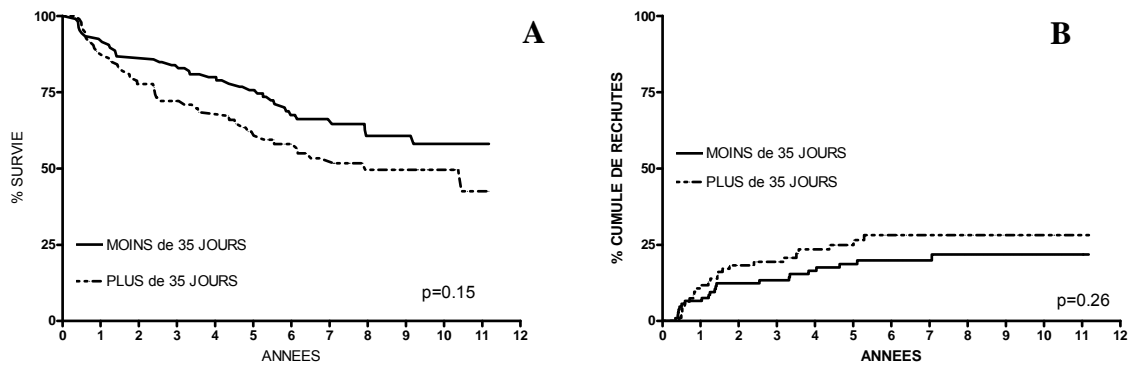 A
% SURVIE
100
75
50
25
0
MOINS de 35 JOURS
PLUS de 35 JOURS
p=0.15
0 1 2 3 4 5 6 7 8 9 10 11 12
ANNEES
B
% CUMULE DE RECHUTES
100
75
50
25
0
MOINS de 35 JOURS
PLUS de 35 JOURS
p=0.26
0 1 2 3 4 5 6 7 8 9 10 11 12
ANNEES